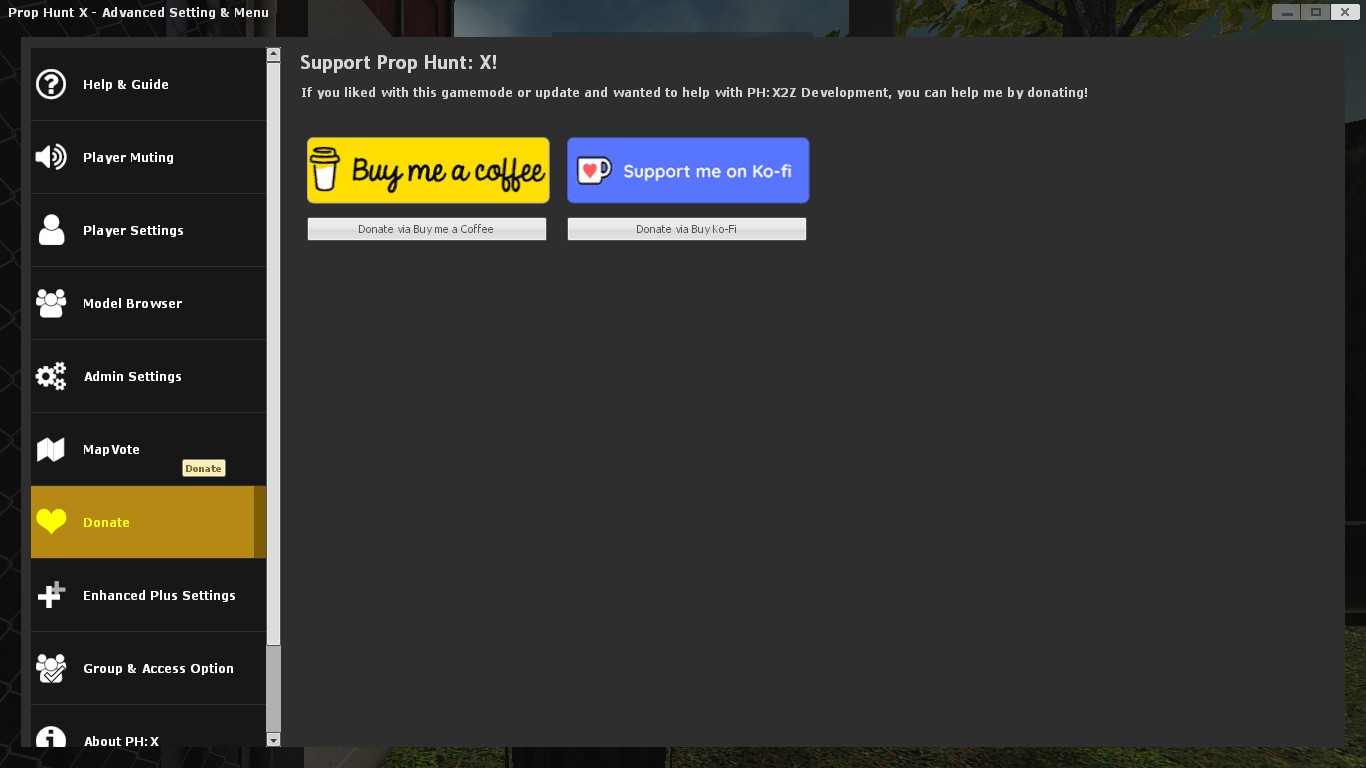 Prop Hunt X - Advanced Setting & Menu
Help & Guide
Player Muting
Player Settings
Model Browser
Admin Settings
MapVote
Donate
Donate
Enhanced Plus Settings
Group & Access Option
About PH:X
Support Prop Hunt: X!
If you liked with this gamemode or update and wanted to help with PH:X2Z Development, you can help me by donating!
Buy me a coffee
Support me on Ko-fi
Donate via Buy me a Coffee
Donate via Buy Ko-Fi